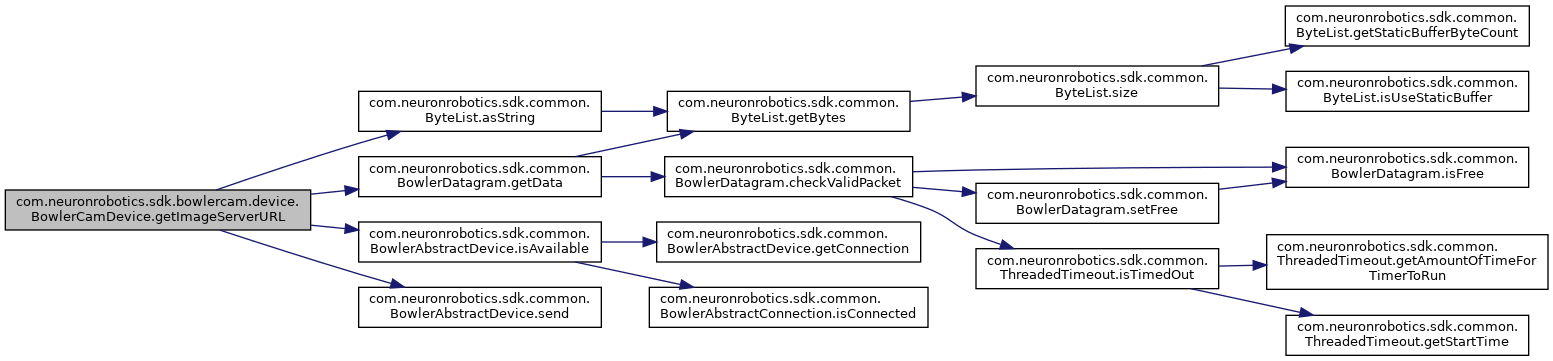 com.neuronrobotics.sdk.bowlercam.device.
BowlerCamDevice.getImageServerURL
com.neuronrobotics.sdk.common.
ByteList.asString
com.neuronrobotics.sdk.common.
BowlerDatagram.getData
com.neuronrobotics.sdk.common.
BowlerAbstractDevice.isAvailable
com.neuronrobotics.sdk.common.
BowlerAbstractDevice.send
com.neuronrobotics.sdk.common.
ByteList.getBytes
com.neuronrobotics.sdk.common.
BowlerDatagram.checkValidPacket
com.neuronrobotics.sdk.common.
BowlerAbstractDevice.getConnection
com.neuronrobotics.sdk.common.
BowlerAbstractConnection.isConnected
com.neuronrobotics.sdk.common.
ByteList.size
com.neuronrobotics.sdk.common.
BowlerDatagram.setFree
com.neuronrobotics.sdk.common.
ThreadedTimeout.isTimedOut
com.neuronrobotics.sdk.common.
ByteList.getStaticBufferByteCount
com.neuronrobotics.sdk.common.
ByteList.isUseStaticBuffer
com.neuronrobotics.sdk.common.
BowlerDatagram.isFree
com.neuronrobotics.sdk.common.
ThreadedTimeout.getAmountOfTimeFor
TimerToRun
com.neuronrobotics.sdk.common.
ThreadedTimeout.getStartTime